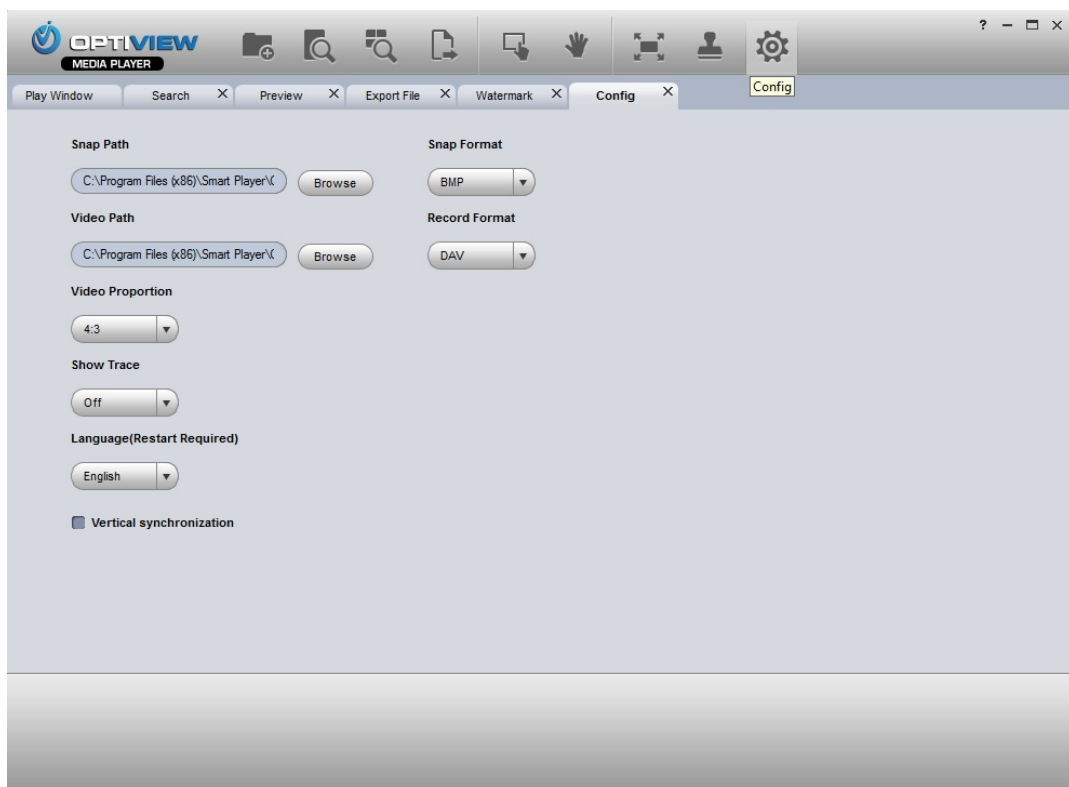 OPTIVIEW
MEDIA PLAYER
?
Config
Play Window
Search
Preview
Export File
Watermark
Config
Snap Path
Snap Format
C:\Program Files (x86)\Smart Player\
Browse
BMP
Video Path
Record Format
C:\Program Files (x86)\Smart Player\
Browse
DAV
Video Proportion
4:3
Show Trace
Off
Language(Restart Required)
English
Vertical synchronization